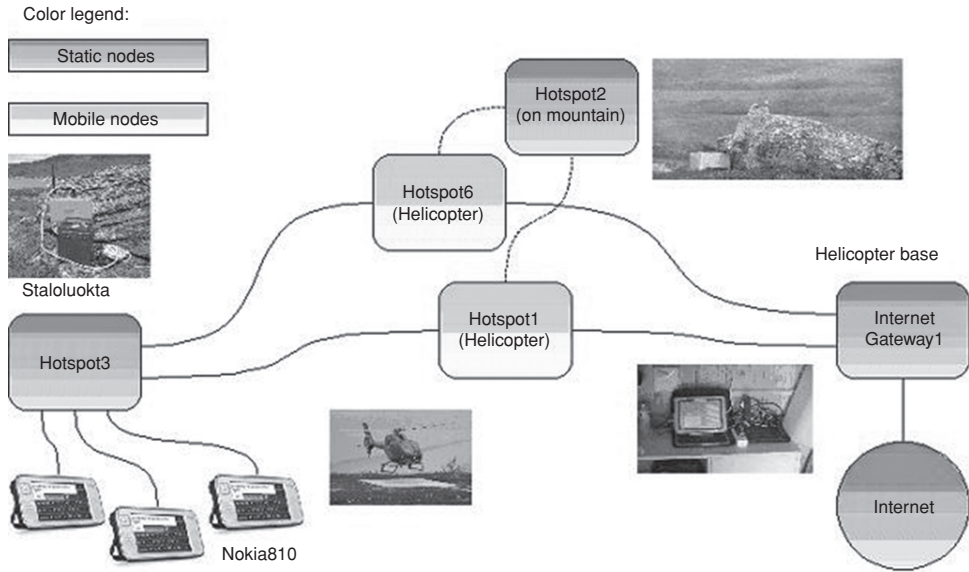 Color legend:
Static nodes
Mobile nodes
Hotspot2
(on mountain)
Hotspot6
(Helicopter)
Staloluokta
Helicopter base
Hotspot1
(Helicopter)
Internet
Gateway1
Hotspot3
Internet
Nokia810